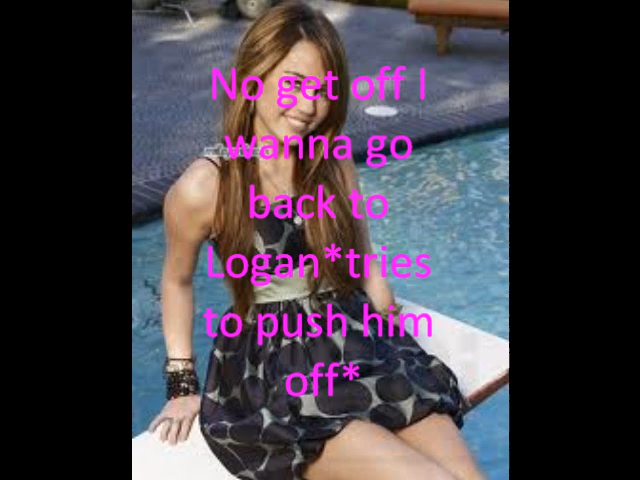 No get off I
wanna go
back to
Logan*tries
to push him
off*